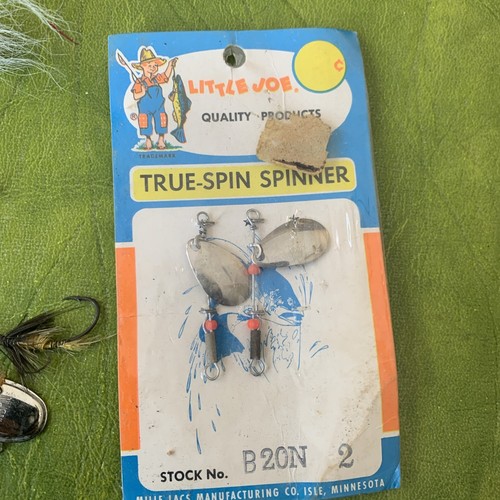 LITTLE JOE.
®
¢
QUALITY PRODUCTS
TRADEMARK
TRUE-SPIN SPINNER
STOCK No. B20N 2
MILLE LACS MANUFACTURING CO. ISLE, MINNESOTA